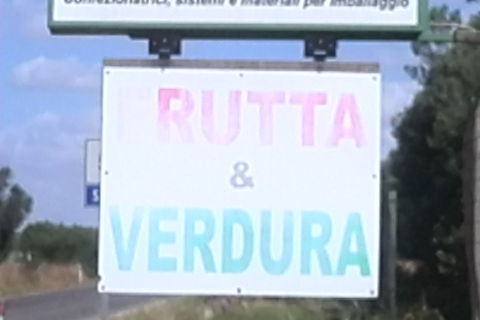 Confezionatrici, sistemi e materiali per imballaggio
FRUTTA
&
VERDURA